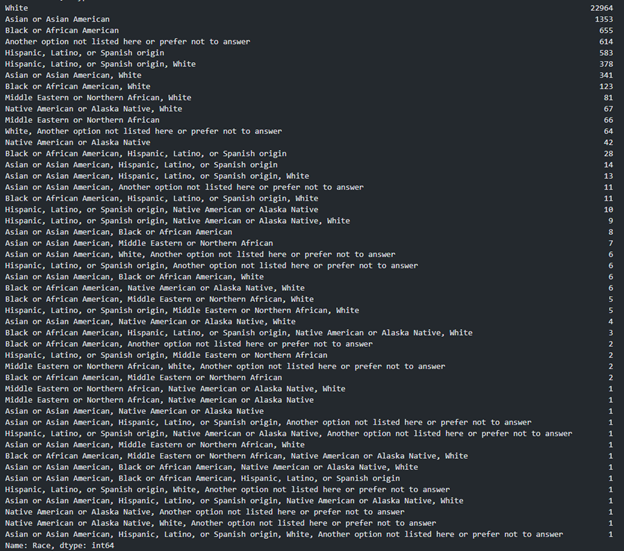 White 22964
Asian or Asian American 1353
Black or African American 655
Another option not listed here or prefer not to answer 614
Hispanic, Latino, or Spanish origin 583
Hispanic, Latino, or Spanish origin, White 378
Asian or Asian American, White 341
Black or African American, White 123
Middle Eastern or Northern African, White 81
Native American or Alaska Native, White 67
Middle Eastern or Northern African 66
White, Another option not listed here or prefer not to answer 64
Native American or Alaska Native 42
Black or African American, Hispanic, Latino, or Spanish origin 28
Asian or Asian American, Hispanic, Latino, or Spanish origin 14
Asian or Asian American, Hispanic, Latino, or Spanish origin, White 13
Asian or Asian American, Another option not listed here or prefer not to answer 11
Black or African American, Hispanic, Latino, or Spanish origin, White 11
Hispanic, Latino, or Spanish origin, Native American or Alaska Native 10
Hispanic, Latino, or Spanish origin, Native American or Alaska Native, White 9
Asian or Asian American, Black or African American 8
Asian or Asian American, Middle Eastern or Northern African 7
Asian or Asian American, White, Another option not listed here or prefer not to answer 6
Hispanic, Latino, or Spanish origin, Another option not listed here or prefer not to answer 6
Asian or Asian American, Black or African American, White 6
Black or African American, Native American or Alaska Native, White 6
Black or African American, Middle Eastern or Northern African, White 5
Hispanic, Latino, or Spanish origin, Middle Eastern or Northern African, White 5
Asian or Asian American, Native American or Alaska Native, White 4
Black or African American, Hispanic, Latino, or Spanish origin, Native American or Alaska Native, White 3
Black or African American, Another option not listed here or prefer not to answer 2
Hispanic, Latino, or Spanish origin, Middle Eastern or Northern African 2
Middle Eastern or Northern African, White, Another option not listed here or prefer not to answer 2
Black or African American, Middle Eastern or Northern African 2
Middle Eastern or Northern African, Native American or Alaska Native, White 1
Middle Eastern or Northern African, Native American or Alaska Native 1
Asian or Asian American, Native American or Alaska Native 1
Asian or Asian American, Hispanic, Latino, or Spanish origin, Another option not listed here or prefer not to answer 1
Hispanic, Latino, or Spanish origin, Native American or Alaska Native, Another option not listed here or prefer not to answer 1
Asian or Asian American, Middle Eastern or Northern African, White 1
Black or African American, Middle Eastern or Northern African, Native American or Alaska Native, White 1
Asian or Asian American, Black or African American, Native American or Alaska Native, White 1
Asian or Asian American, Black or African American, Hispanic, Latino, or Spanish origin 1
Hispanic, Latino, or Spanish origin, White, Another option not listed here or prefer not to answer 1
Asian or Asian American, Hispanic, Latino, or Spanish origin, Native American or Alaska Native, White 1
Native American or Alaska Native, Another option not listed here or prefer not to answer 1
Native American or Alaska Native, White, Another option not listed here or prefer not to answer 1
Asian or Asian American, Hispanic, Latino, or Spanish origin, White, Another option not listed here or prefer not to answer 1
Name: Race, dtype: int64